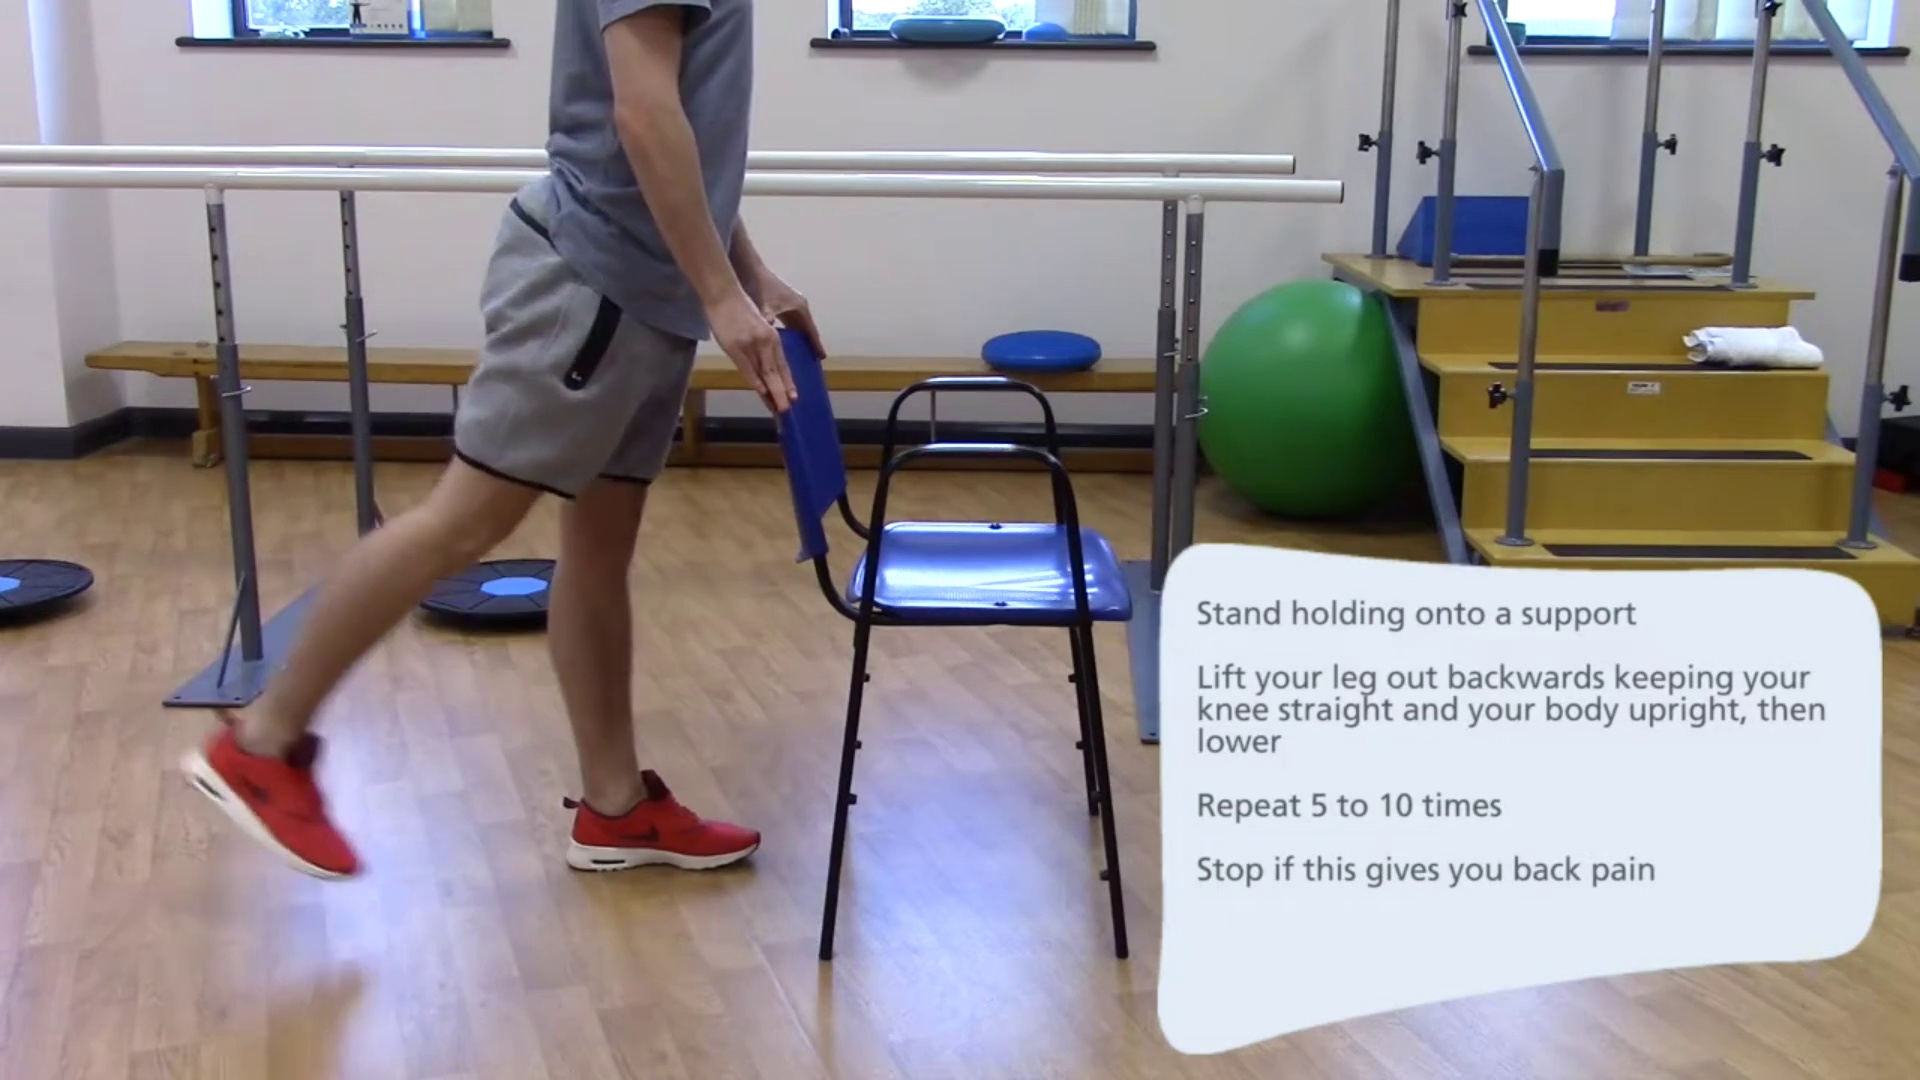 Stand holding onto a support
Lift your leg out backwards keeping your
knee straight and your body upright, then
lower
Repeat 5 to 10 times
Stop if this gives you back pain